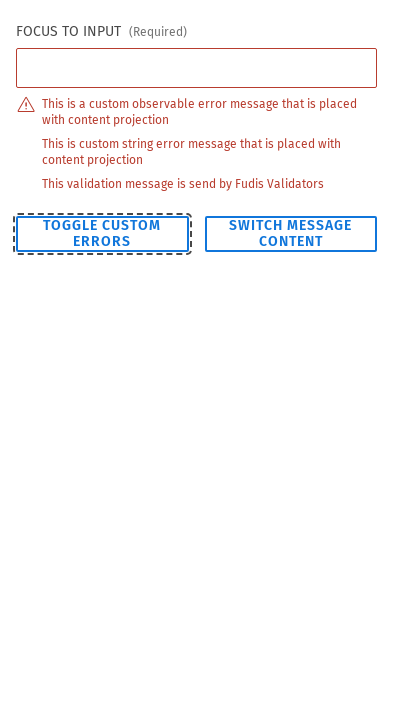 FOCUS TO INPUT (Required)
This is a custom observable error message that is placed
with content projection
This is custom string error message that is placed with
content projection
This validation message is send by Fudis Validators
TOGGLE CUSTOM
ERRORS
SWITCH MESSAGE
CONTENT